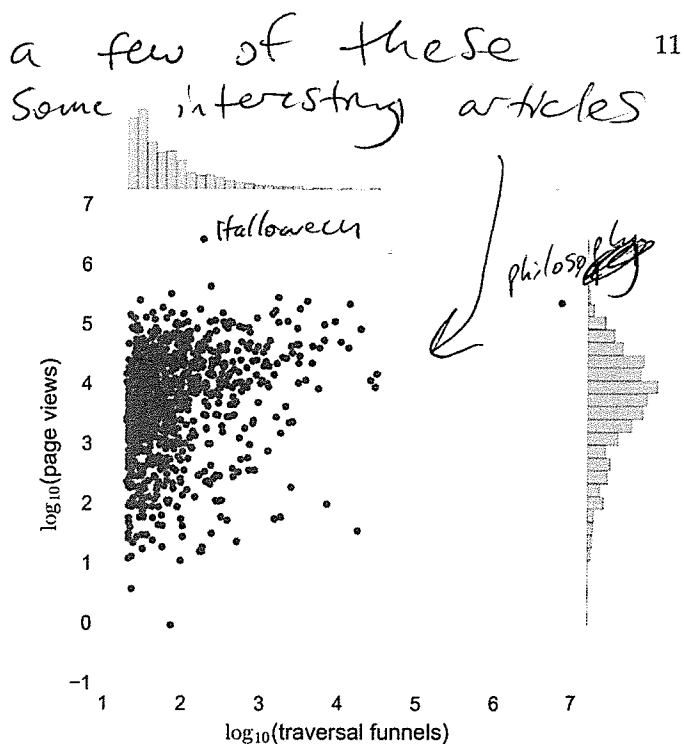 a few of these
11
Some interesting articles
7
Halloween
philosophy
6
5
4
3
2
1
0
−1
log₁₀(page views)
1 2 3 4 5 6 7
log₁₀(traversal funnels)